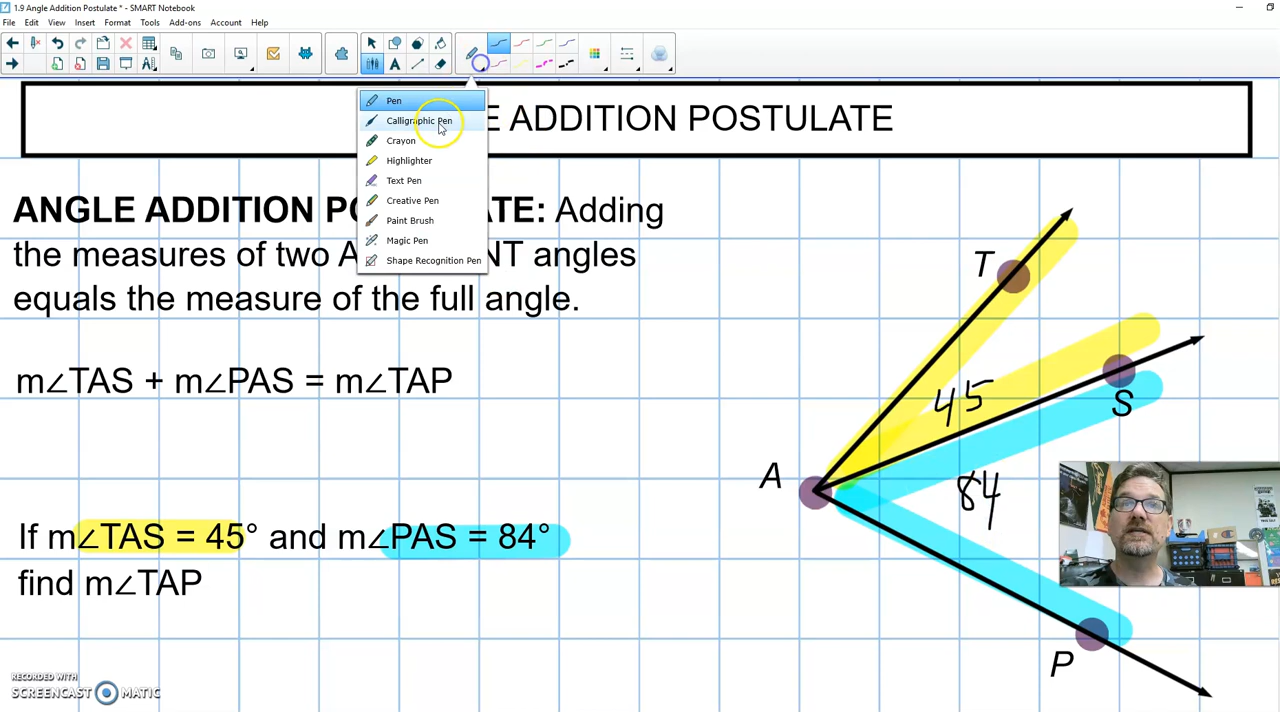 1.9 Angle Addition Postulate * - SMART Notebook
File Edit View Insert Format Tools Add-ons Account Help
Pen
Calligraphic Pen
Crayon
Highlighter
Text Pen
Creative Pen
Paint Brush
Magic Pen
Shape Recognition Pen
E ADDITION POSTULATE
ANGLE ADDITION PO TE: Adding
the measures of two A NT angles
equals the measure of the full angle.
m∠TAS + m∠PAS = m∠TAP
If m∠TAS = 45° and m∠PAS = 84°
find m∠TAP
T
45
S
A
84
P
RECORDED WITH
SCREENCAST MATIC